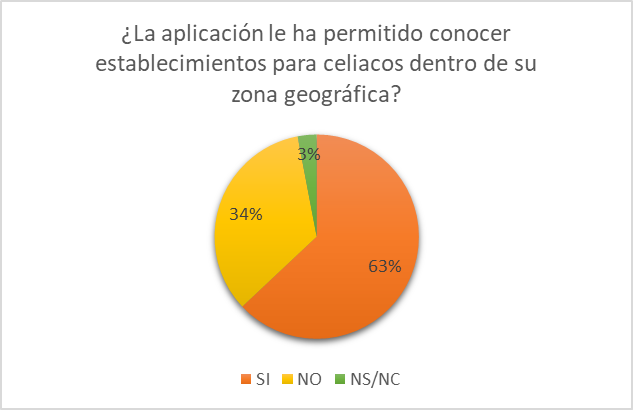 ¿La aplicación le ha permitido conocer
establecimientos para celiacos dentro de su
zona geográfica?
3%
34%
63%
SI NO NS/NC